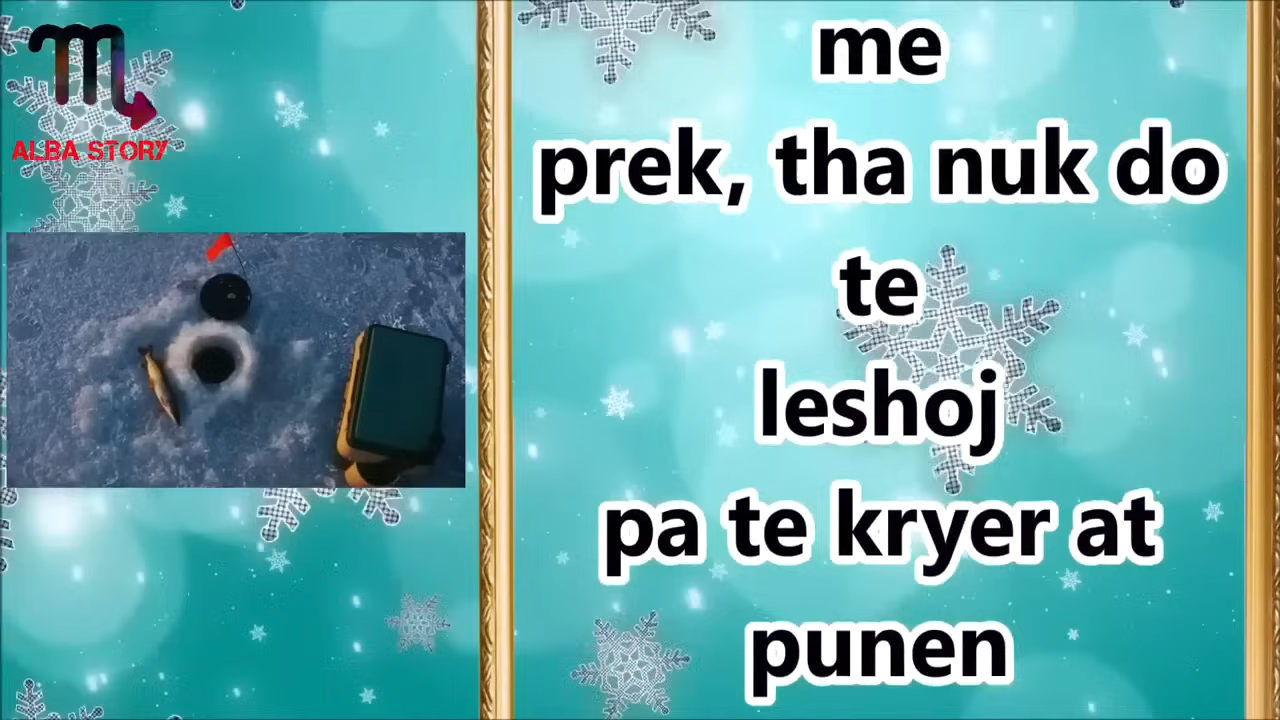 ALBA STORY
me
prek, tha nuk do
te
leshoj
pa te kryer at
punen